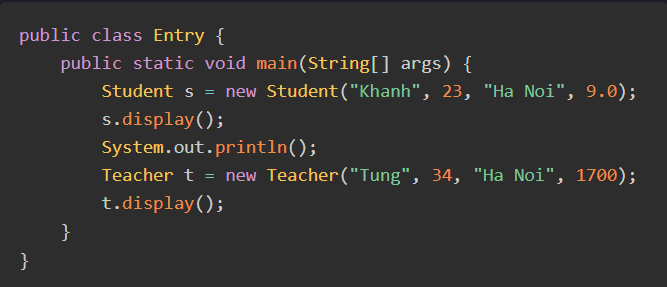 public class Entry {
    public static void main(String[] args) {
        Student s = new Student("Khanh", 23, "Ha Noi", 9.0);
        s.display();
        System.out.println();
        Teacher t = new Teacher("Tung", 34, "Ha Noi", 1700);
        t.display();
    }
}